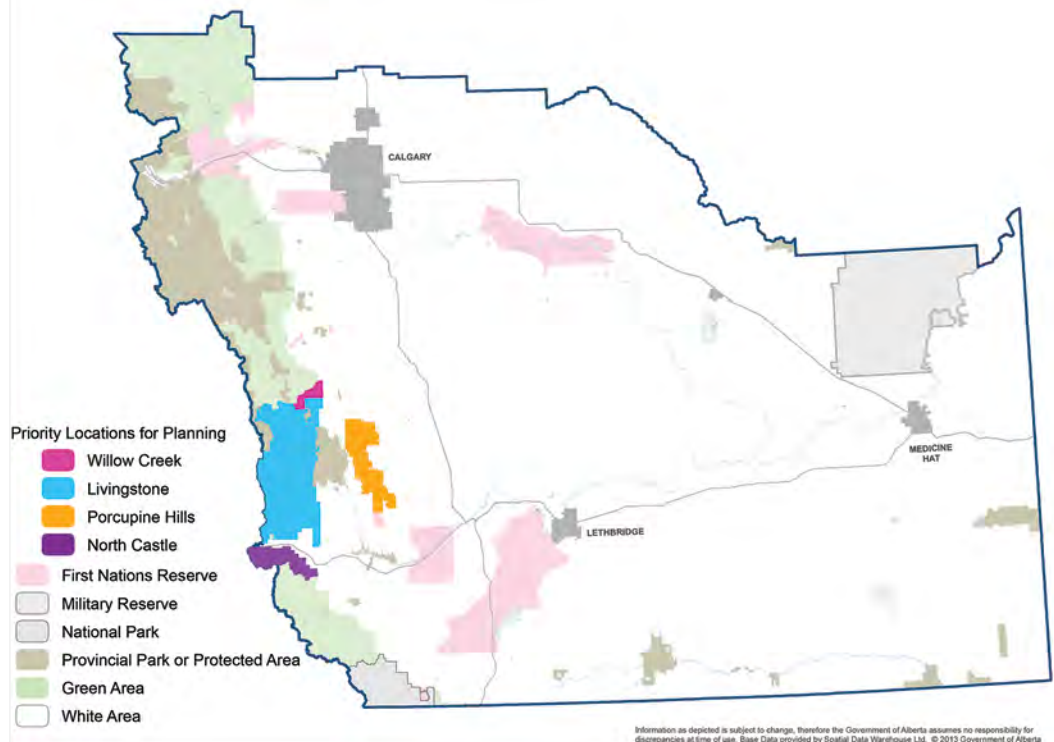 CALGARY
MEDICINE
HAT
LETHBRIDGE
Priority Locations for Planning
Willow Creek
Livingstone
Porcupine Hills
North Castle
First Nations Reserve
Military Reserve
National Park
Provincial Park or Protected Area
Green Area
White Area
Information as depicted is subject to change, therefore the Government of Alberta assumes no responsibility for
discrepancies at time of use. Base Data provided by Spatial Data Warehouse Ltd. © 2013 Government of Alberta